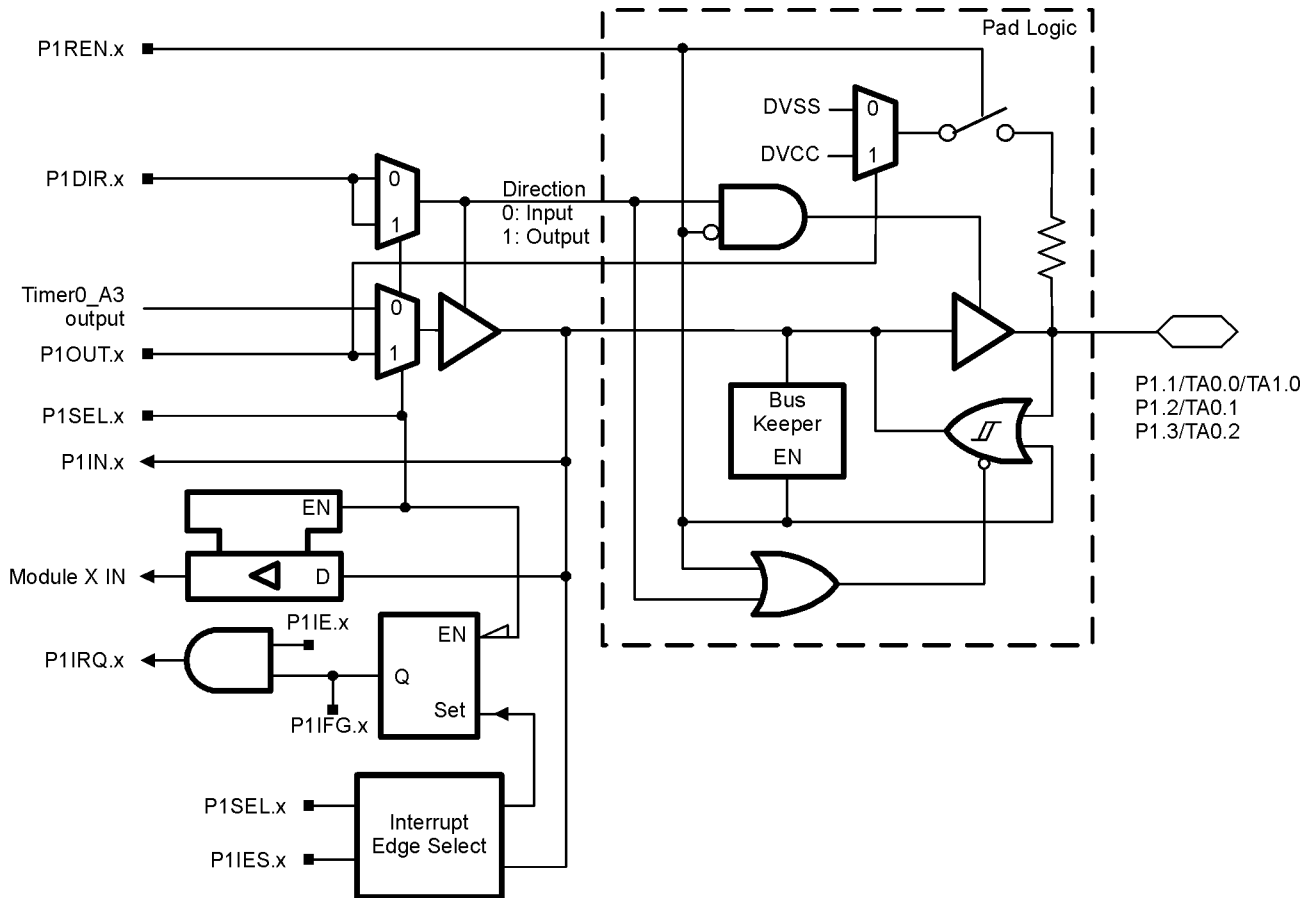 Pad Logic
P1REN.x
DVSS
0
DVCC
1
P1DIR.x
0
1
Direction
0: Input
1: Output
Timer0_A3
output
0
P1OUT.x
1
P1.1/TA0.0/TA1.0
P1.2/TA0.1
P1.3/TA0.2
P1SEL.x
Bus
Keeper
EN
P1IN.x
EN
Module X IN
D
P1IE.x
P1IRQ.x
EN
Q
Set
P1IFG.x
P1SEL.x
P1IES.x
Interrupt
Edge Select